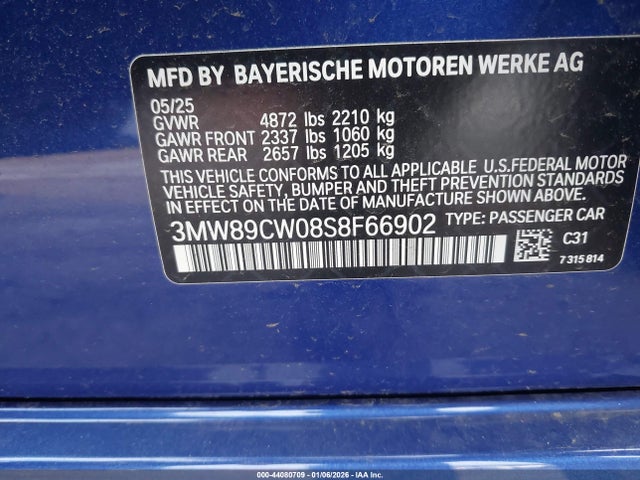 MFD BY BAYERISCHE MOTOREN WERKE AG
05/25
GVWR 4872 lbs 2210 kg
GAWR FRONT 2337 lbs 1060 kg
GAWR REAR 2657 lbs 1205 kg
THIS VEHICLE CONFORMS TO ALL APPLICABLE U.S.FEDERAL MOTOR
VEHICLE SAFETY, BUMPER AND THEFT PREVENTION STANDARDS
IN EFFECT ON THE DATE OF MANUFACTURE SHOWN ABOVE.
3MW89CW08S8F66902 TYPE: PASSENGER CAR
C31
7 315 814
000-44080709 - 01/06/2026 - IAA Inc.